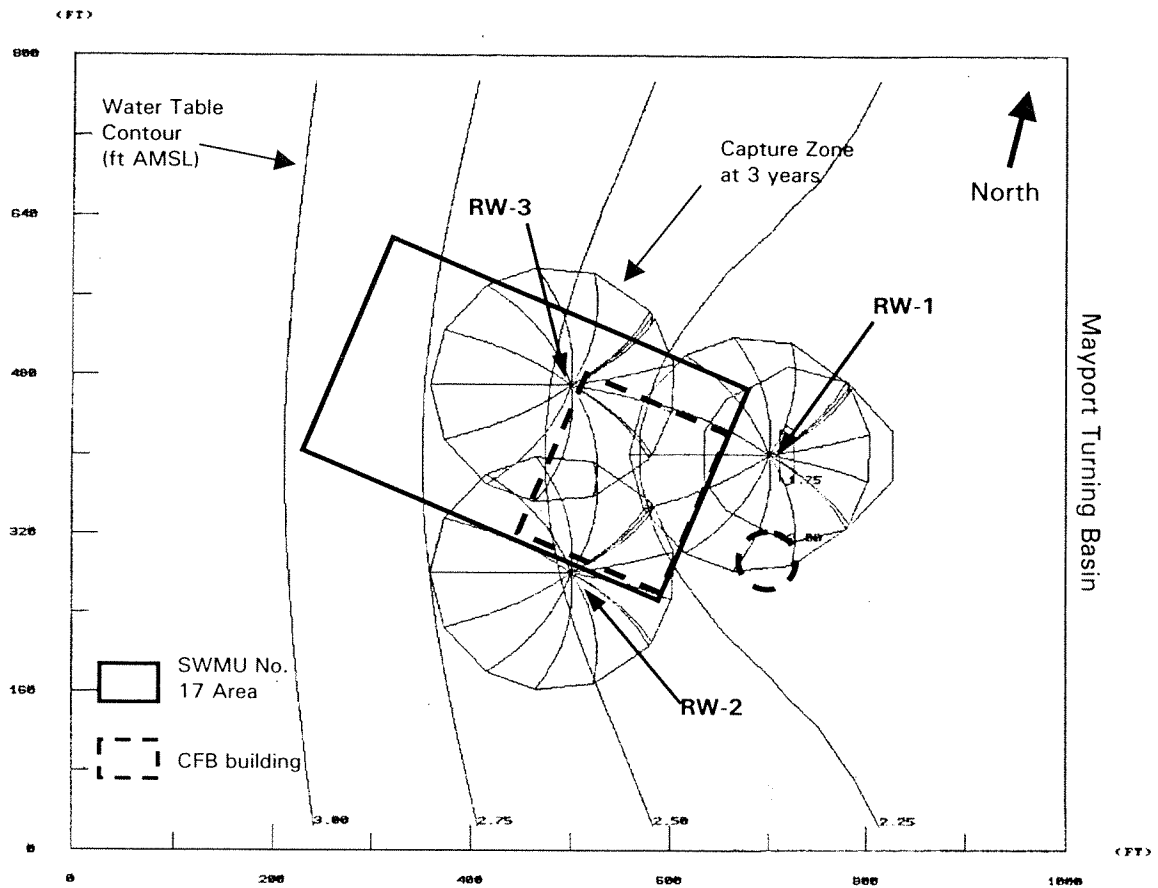 (FT)
800
Water Table
Contour
(ft AMSL)
Capture Zone
at 3 years
North
640
RW-3
RW-1
Mayport Turning Basin
480
1.75
320
SWMU No.
17 Area
160
RW-2
CFB building
3.00
2.75
2.50
2.25
0
(FT)
0
200
400
600
800
1000